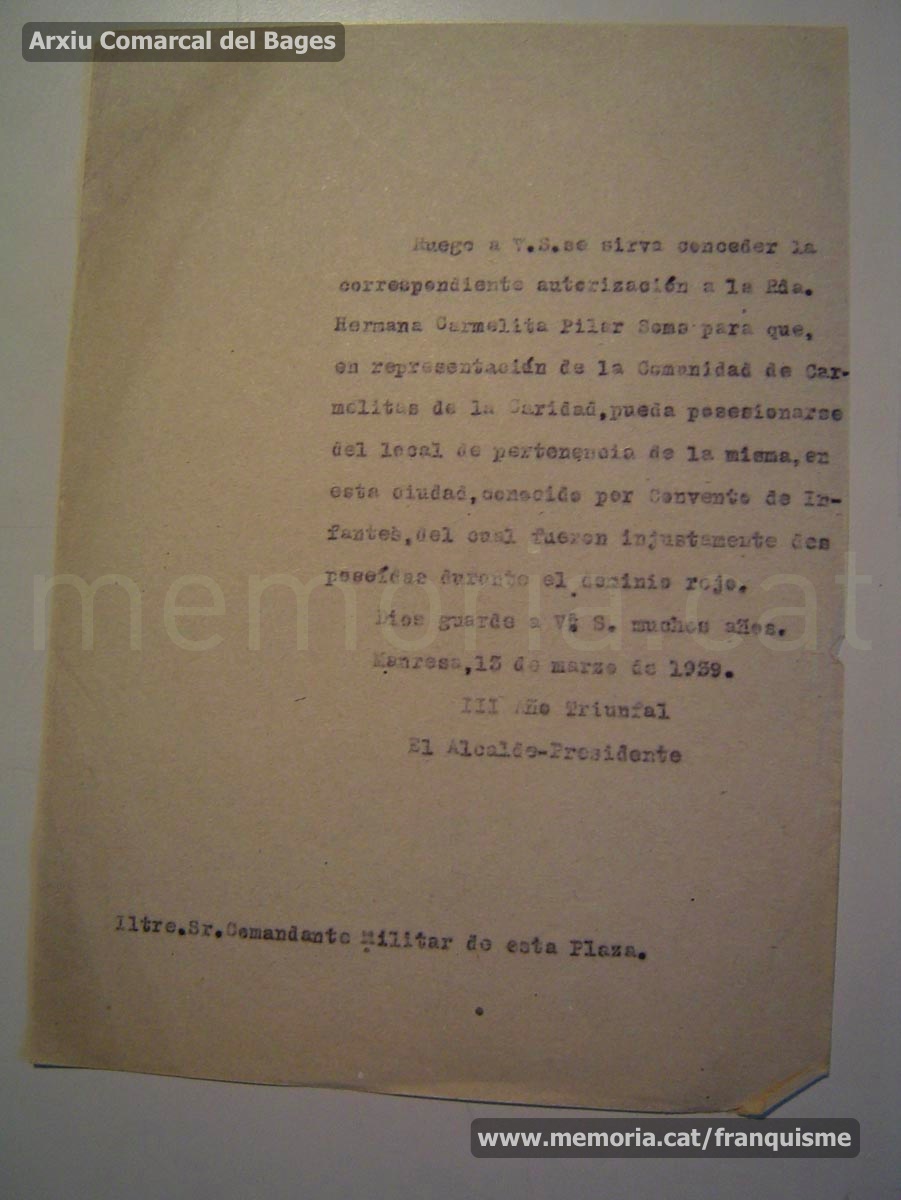 Arxiu Comarcal del Bages
Ruego a V.S.se sirva conceder la
correspondiente autorización a la Rda.
Hermana Carmelita Pilar Soms para que,
en representación de la Comunidad de Car-
melitas de la Caridad,pueda posesionarse
del local de pertenencia de la misma,en
esta ciudad,conocido por Convento de In-
fantes,del cual fueron injustamente des
poseídas durante el dominio rojo.
Dios guarde a Vª S. muchos años.
Manresa,13 de marzo de 1939.
III Año Triunfal
El Alcalde-Presidente
Iltre.Sr.Comandante Militar de esta Plaza.
memoria.cat
www.memoria.cat/franquisme